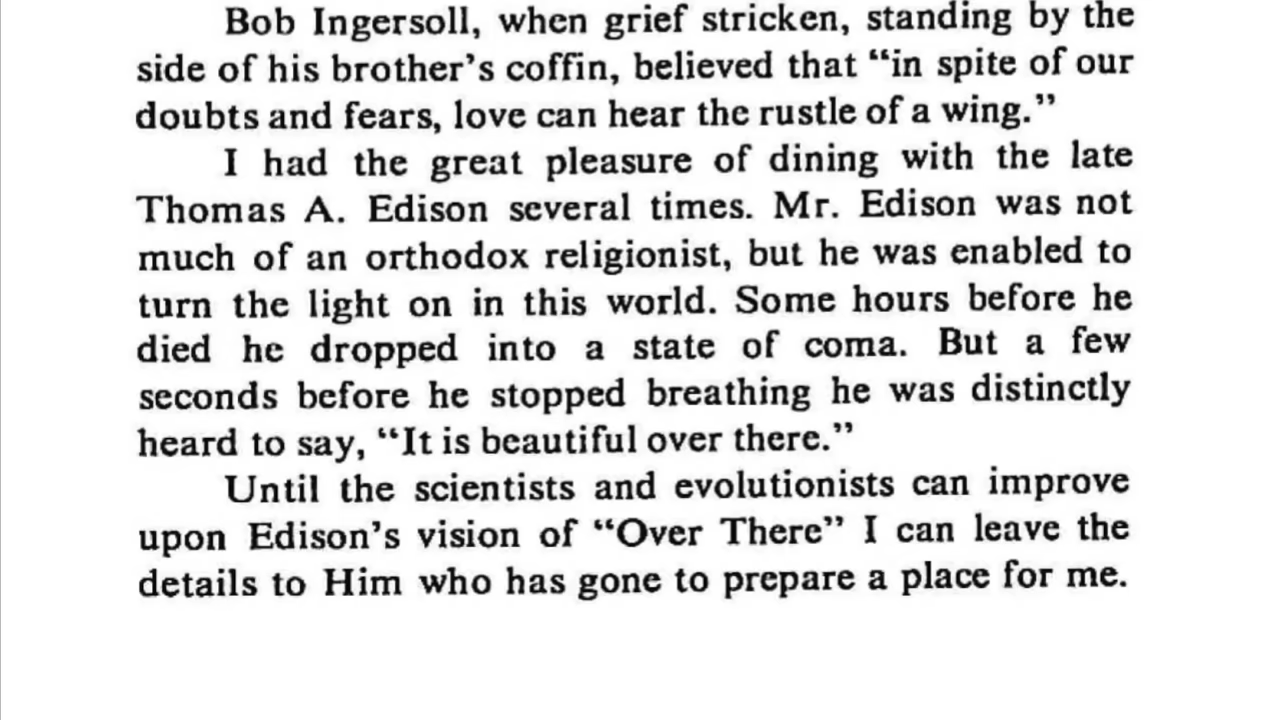 Bob Ingersoll, when grief stricken, standing by the
side of his brother's coffin, believed that “in spite of our
doubts and fears, love can hear the rustle of a wing.”
I had the great pleasure of dining with the late
Thomas A. Edison several times. Mr. Edison was not
much of an orthodox religionist, but he was enabled to
turn the light on in this world. Some hours before he
died he dropped into a state of coma. But a few
seconds before he stopped breathing he was distinctly
heard to say, “It is beautiful over there.”
Until the scientists and evolutionists can improve
upon Edison's vision of “Over There” I can leave the
details to Him who has gone to prepare a place for me.